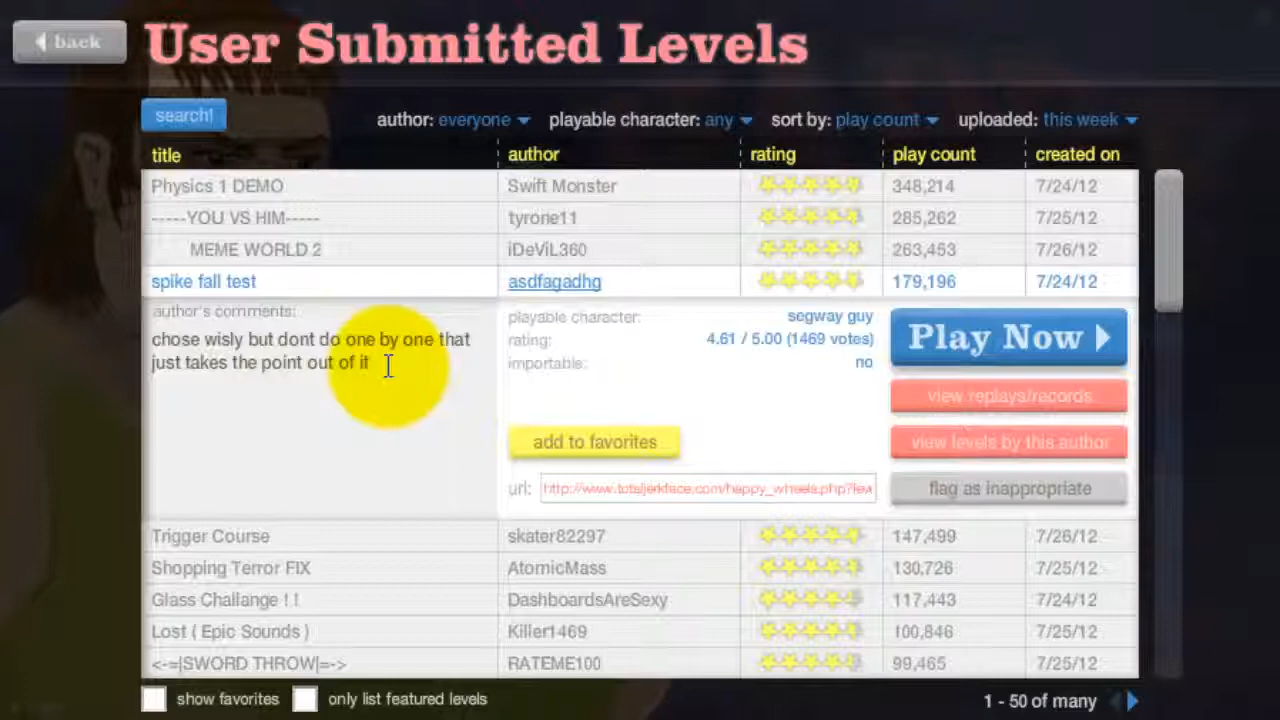 back
User Submitted Levels
search!
author: everyone playable character: any sort by: play count uploaded: this week
title author rating play count created on
Physics 1 DEMO Swift Monster 348,214 7/24/12
-----YOU VS HIM----- tyrone11 285,262 7/25/12
MEME WORLD 2 iDeViL360 263,453 7/26/12
spike fall test asdfagadhg 179,196 7/24/12
author's comments:
chose wisly but dont do one by one that
just takes the point out of it
playable character: segway guy
rating: 4.61 / 5.00 (1469 votes)
importable: no
Play Now
view replays/records
add to favorites
view levels by this author
url: http://www.totaljerkface.com/happy_wheels.php?lev
flag as inappropriate
Trigger Course skater82297 147,499 7/26/12
Shopping Terror FIX AtomicMass 130,726 7/25/12
Glass Challange ! ! DashboardsAreSexy 117,443 7/24/12
Lost ( Epic Sounds ) Killer1469 100,846 7/25/12
<-=|SWORD THROW|=-> RATEME100 99,465 7/25/12
show favorites only list featured levels 1 - 50 of many